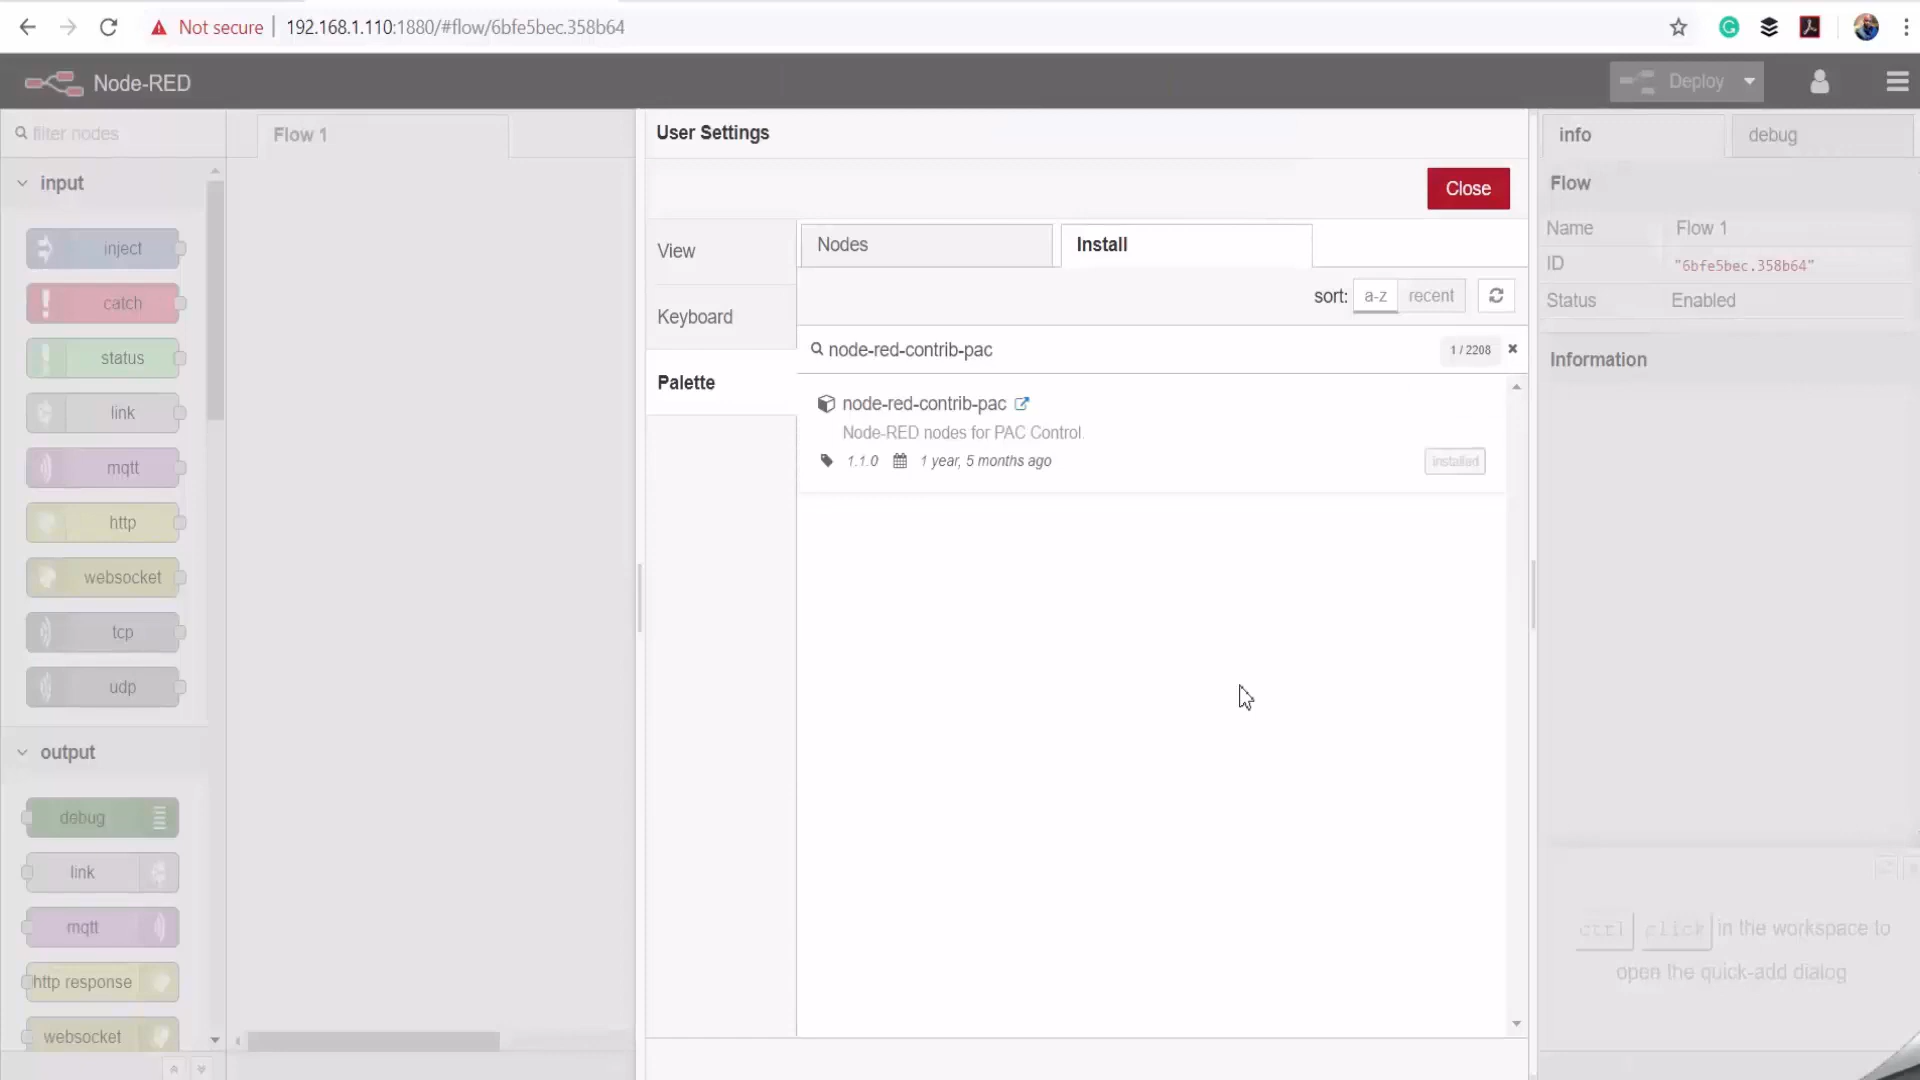 Not secure | 192.168.1.110:1880/#flow/6bfe5bec.358b64
Node-RED
Deploy
filter nodes
Flow 1
User Settings
info
debug
Close
input
inject
catch
status
link
mqtt
http
websocket
tcp
udp
output
debug
link
mqtt
http response
websocket
View
Keyboard
Palette
Nodes
Install
sort: a-z recent
node-red-contrib-pac
1 / 2208
node-red-contrib-pac
Node-RED nodes for PAC Control
1.1.0 1 year, 5 months ago
installed
Flow
Name Flow 1
ID "6bfe5bec.358b64"
Status Enabled
Information
ctrl click in the workspace to
open the quick-add dialog